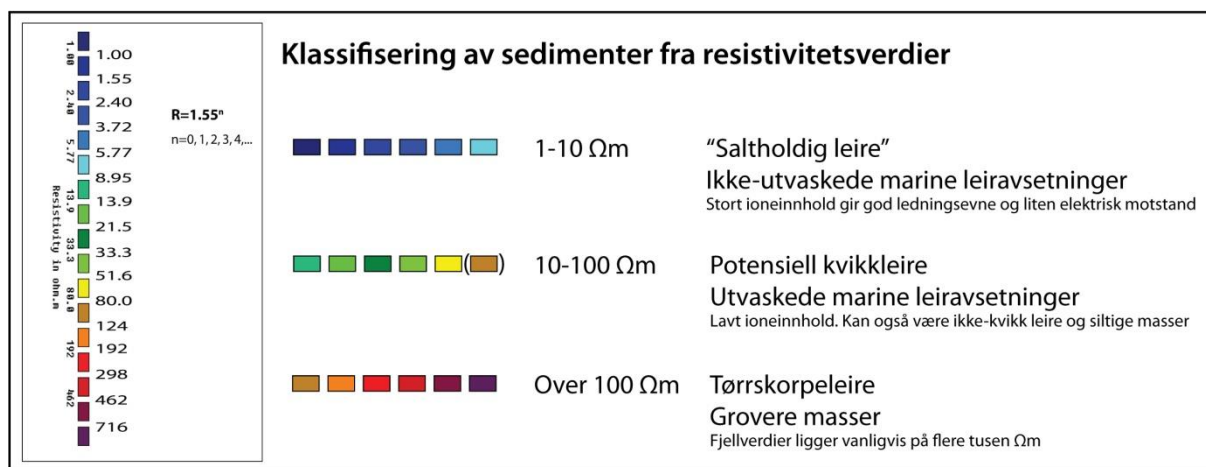 Klassifisering av sedimenter fra resistivitetsverdier
1.00
1.55
2.40
3.72
5.77
8.95
13.9
21.5
33.3
51.6
80.0
124
192
298
462
716
1.00
2.40
5.77
13.9
33.3
80.0
192
462
Resistivity in ohm.m
R=1.55ⁿ
n=0, 1, 2, 3, 4,...
1-10 Ωm
“Saltholdig leire”
Ikke-utvaskede marine leiravsetninger
Stort ioneinnhold gir god ledningsevne og liten elektrisk motstand
( )
10-100 Ωm
Potensiell kvikkleire
Utvaskede marine leiravsetninger
Lavt ioneinnhold. Kan også være ikke-kvikk leire og siltige masser
Over 100 Ωm
Tørrskorpeleire
Grovere masser
Fjellverdier ligger vanligvis på flere tusen Ωm